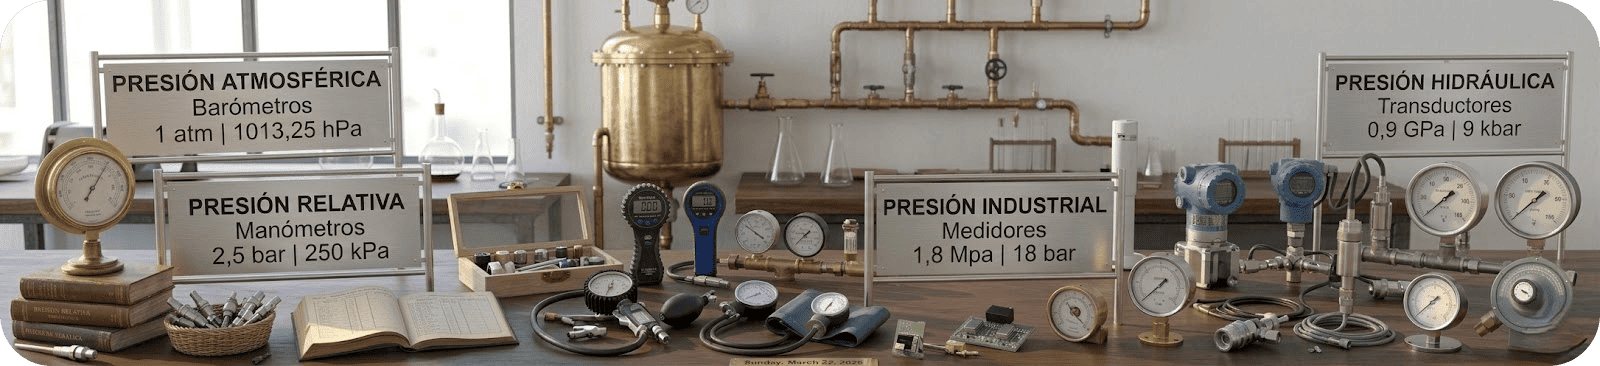 PRESIÓN ATMOSFÉRICA
Barómetros
1 atm | 1013,25 hPa
PRESIÓN RELATIVA
Manómetros
2,5 bar | 250 kPa
PRESIÓN INDUSTRIAL
Medidores
1,8 Mpa | 18 bar
PRESIÓN HIDRÁULICA
Transductores
0,9 GPa | 9 kbar
Sunday, March 22, 2026